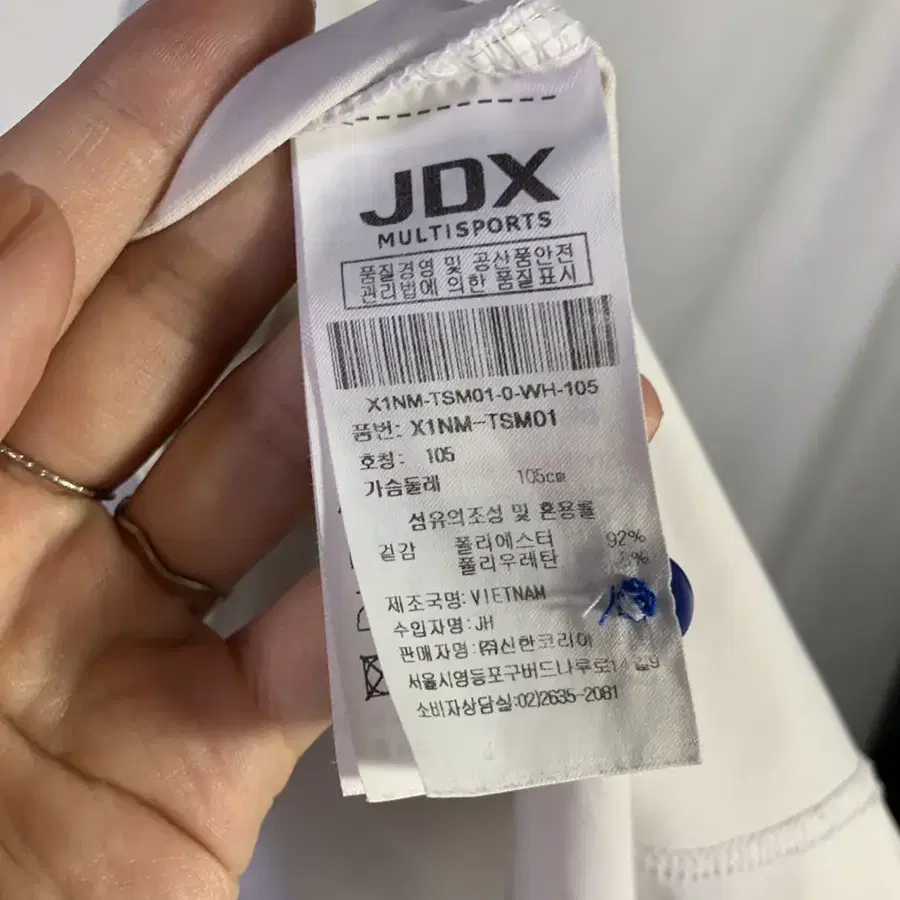 JDX
MULTISPORTS
품질경영 및 공산품안전
관리법에 의한 품질표시
X1NM-TSM01-0-WH-105
품번: X1NM-TSM01
호칭: 105
가슴둘레 105cm
섬유의조성 및 혼용률
겉감 폴리에스터 92%
폴리우레탄
제조국명: VIETNAM
수입자명: JH
판매자명: ㈜신한코리아
서울시영등포구버드나루로14길9
소비자상담실:02)2635-2081